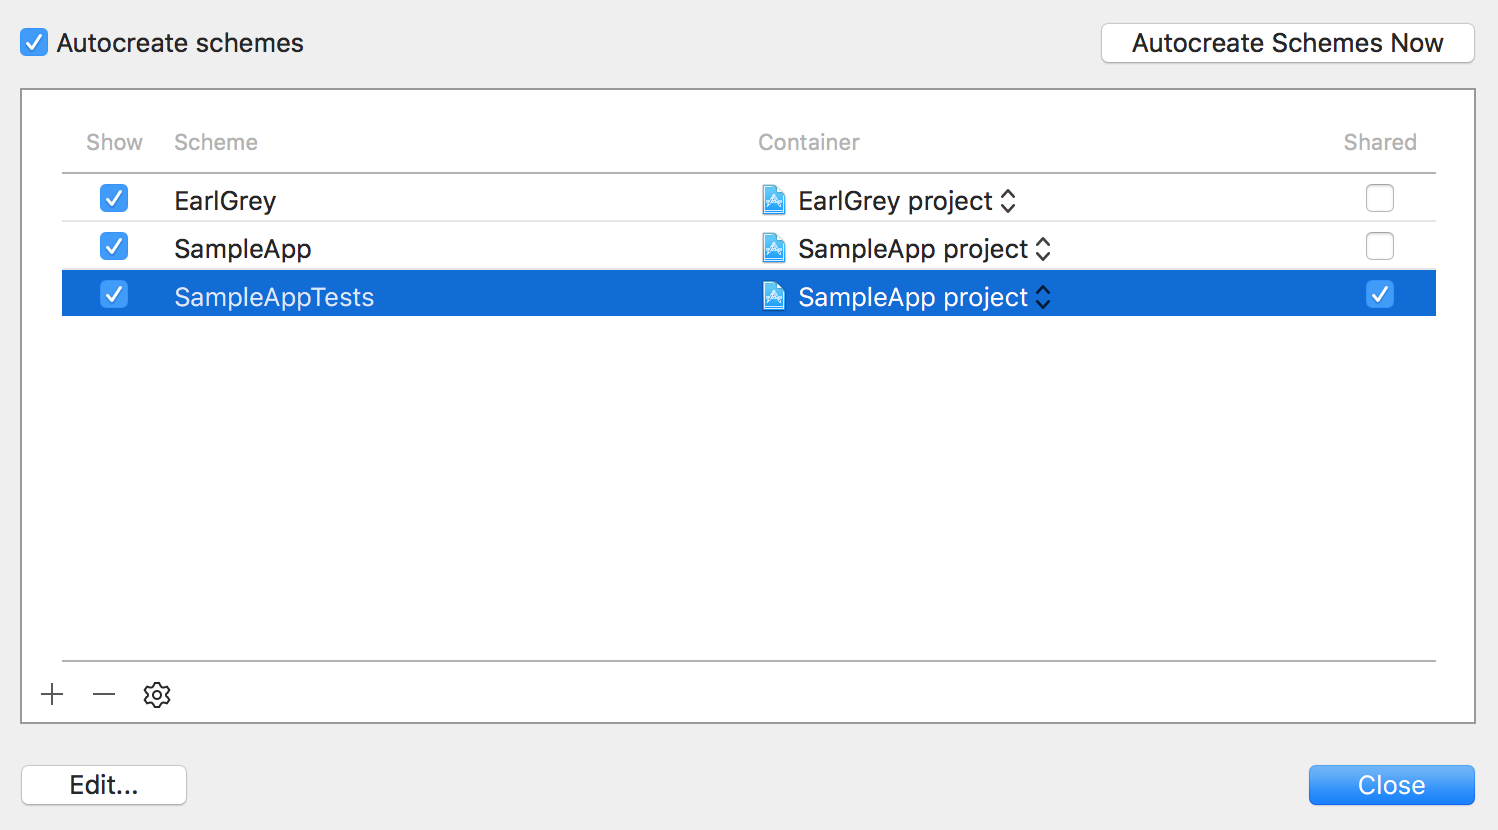 Autocreate schemes Autocreate Schemes Now
Show Scheme Container Shared
EarlGrey EarlGrey project
SampleApp SampleApp project
SampleAppTests SampleApp project
Edit... Close